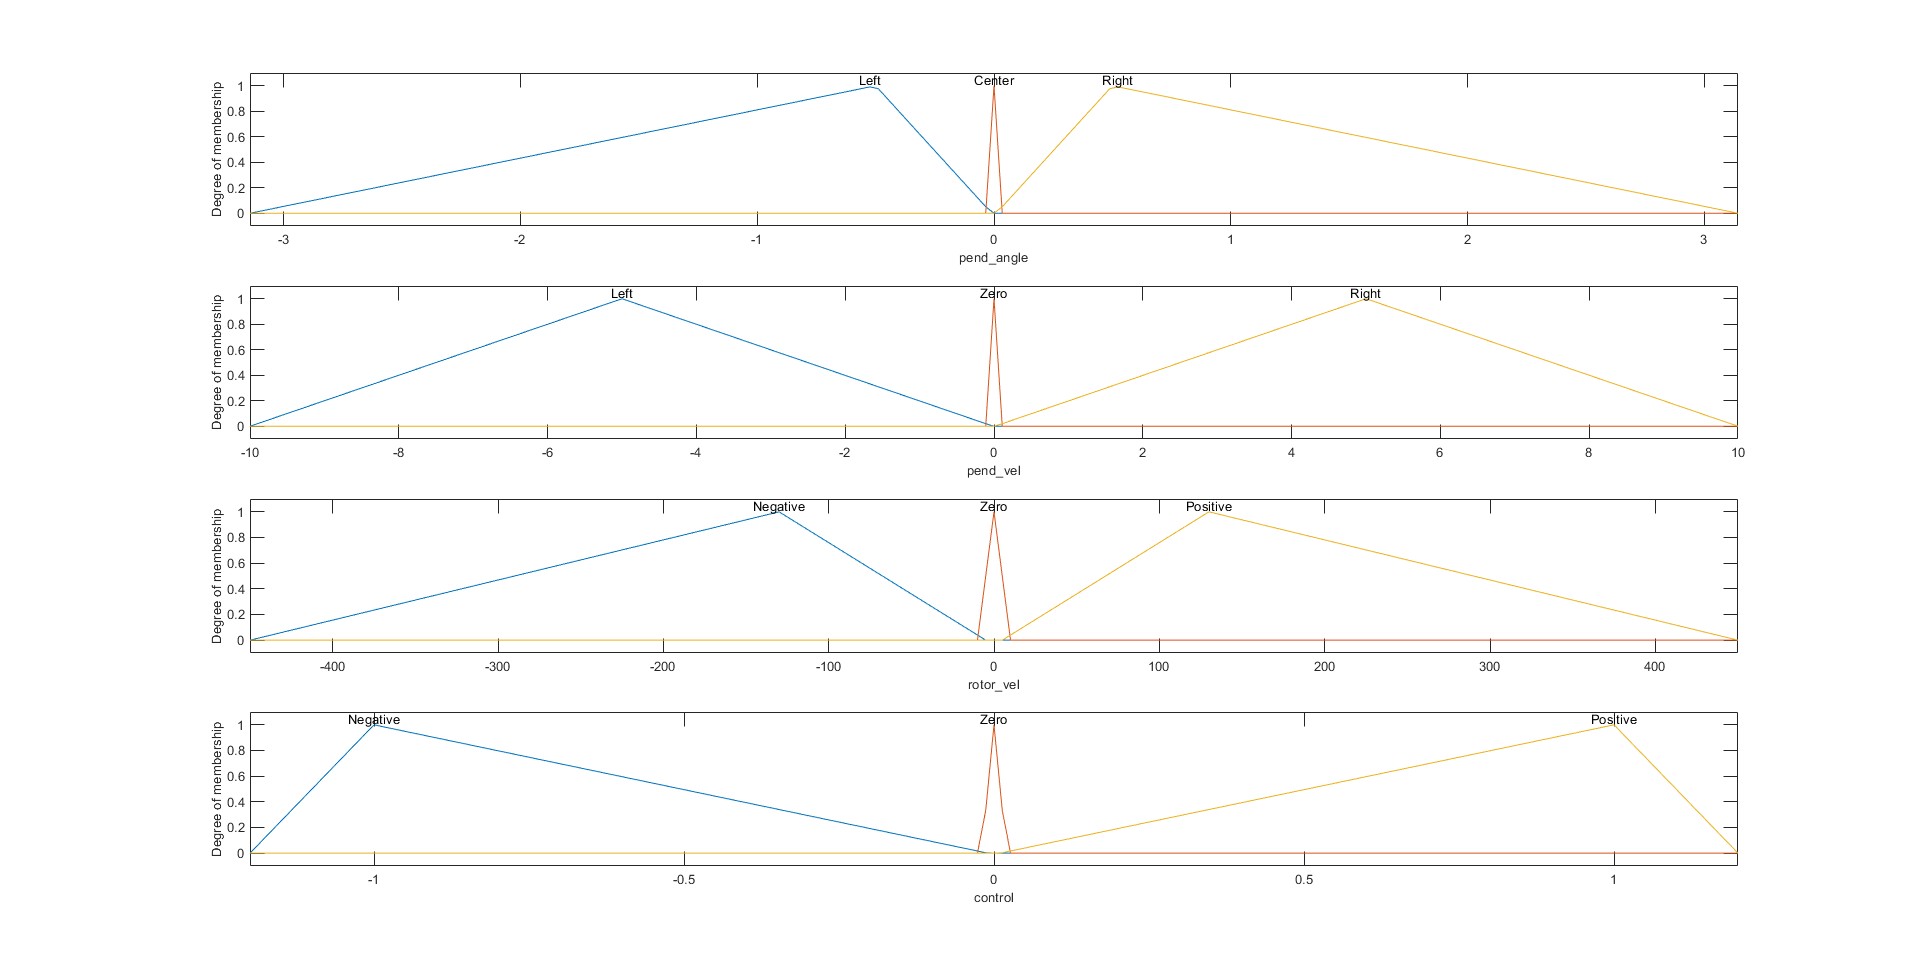 Left Center Right
Degree of membership
1
0.8
0.6
0.4
0.2
0
-3 -2 -1 0 1 2 3
pend_angle
Left Zero Right
Degree of membership
1
0.8
0.6
0.4
0.2
0
-10 -8 -6 -4 -2 0 2 4 6 8 10
pend_vel
Negative Zero Positive
Degree of membership
1
0.8
0.6
0.4
0.2
0
-400 -300 -200 -100 0 100 200 300 400
rotor_vel
Negative Zero Positive
Degree of membership
1
0.8
0.6
0.4
0.2
0
-1 -0.5 0 0.5 1
control